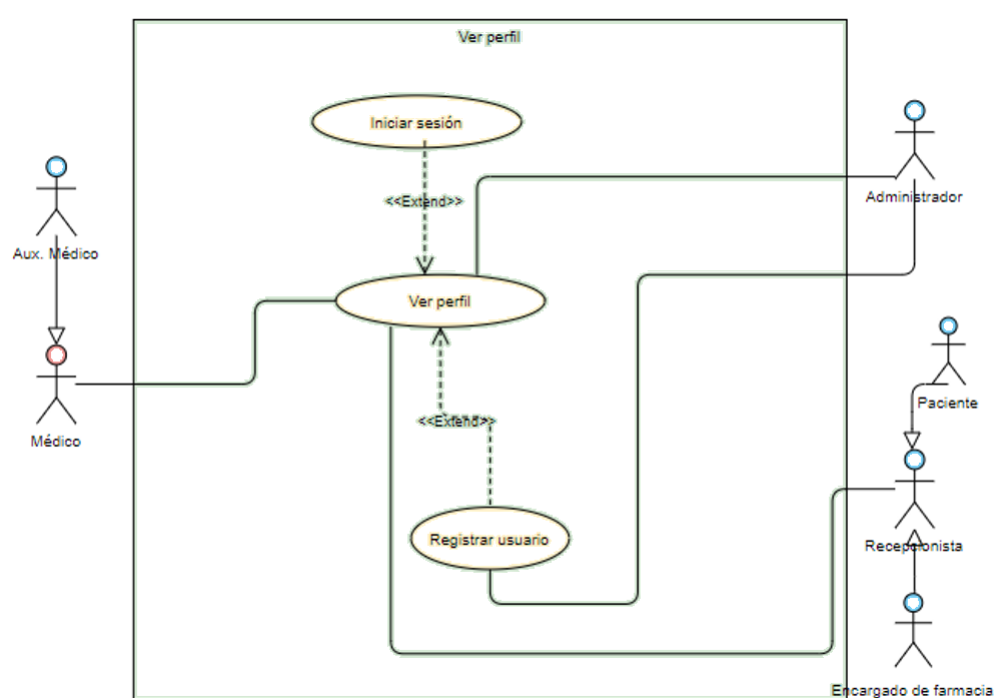 Ver perfil
Iniciar sesión
<<Extend>>
Administrador
Aux. Médico
Ver perfil
Paciente
<<Extend>>
Médico
Registrar usuario
Recepcionista
Encargado de farmacia